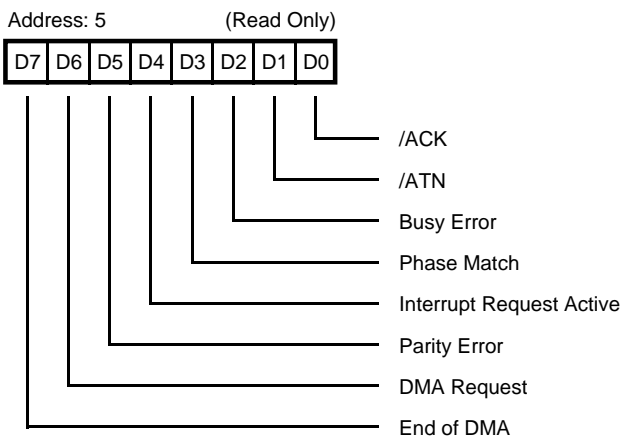 Address: 5 (Read Only)
D7 D6 D5 D4 D3 D2 D1 D0
/ACK
/ATN
Busy Error
Phase Match
Interrupt Request Active
Parity Error
DMA Request
End of DMA